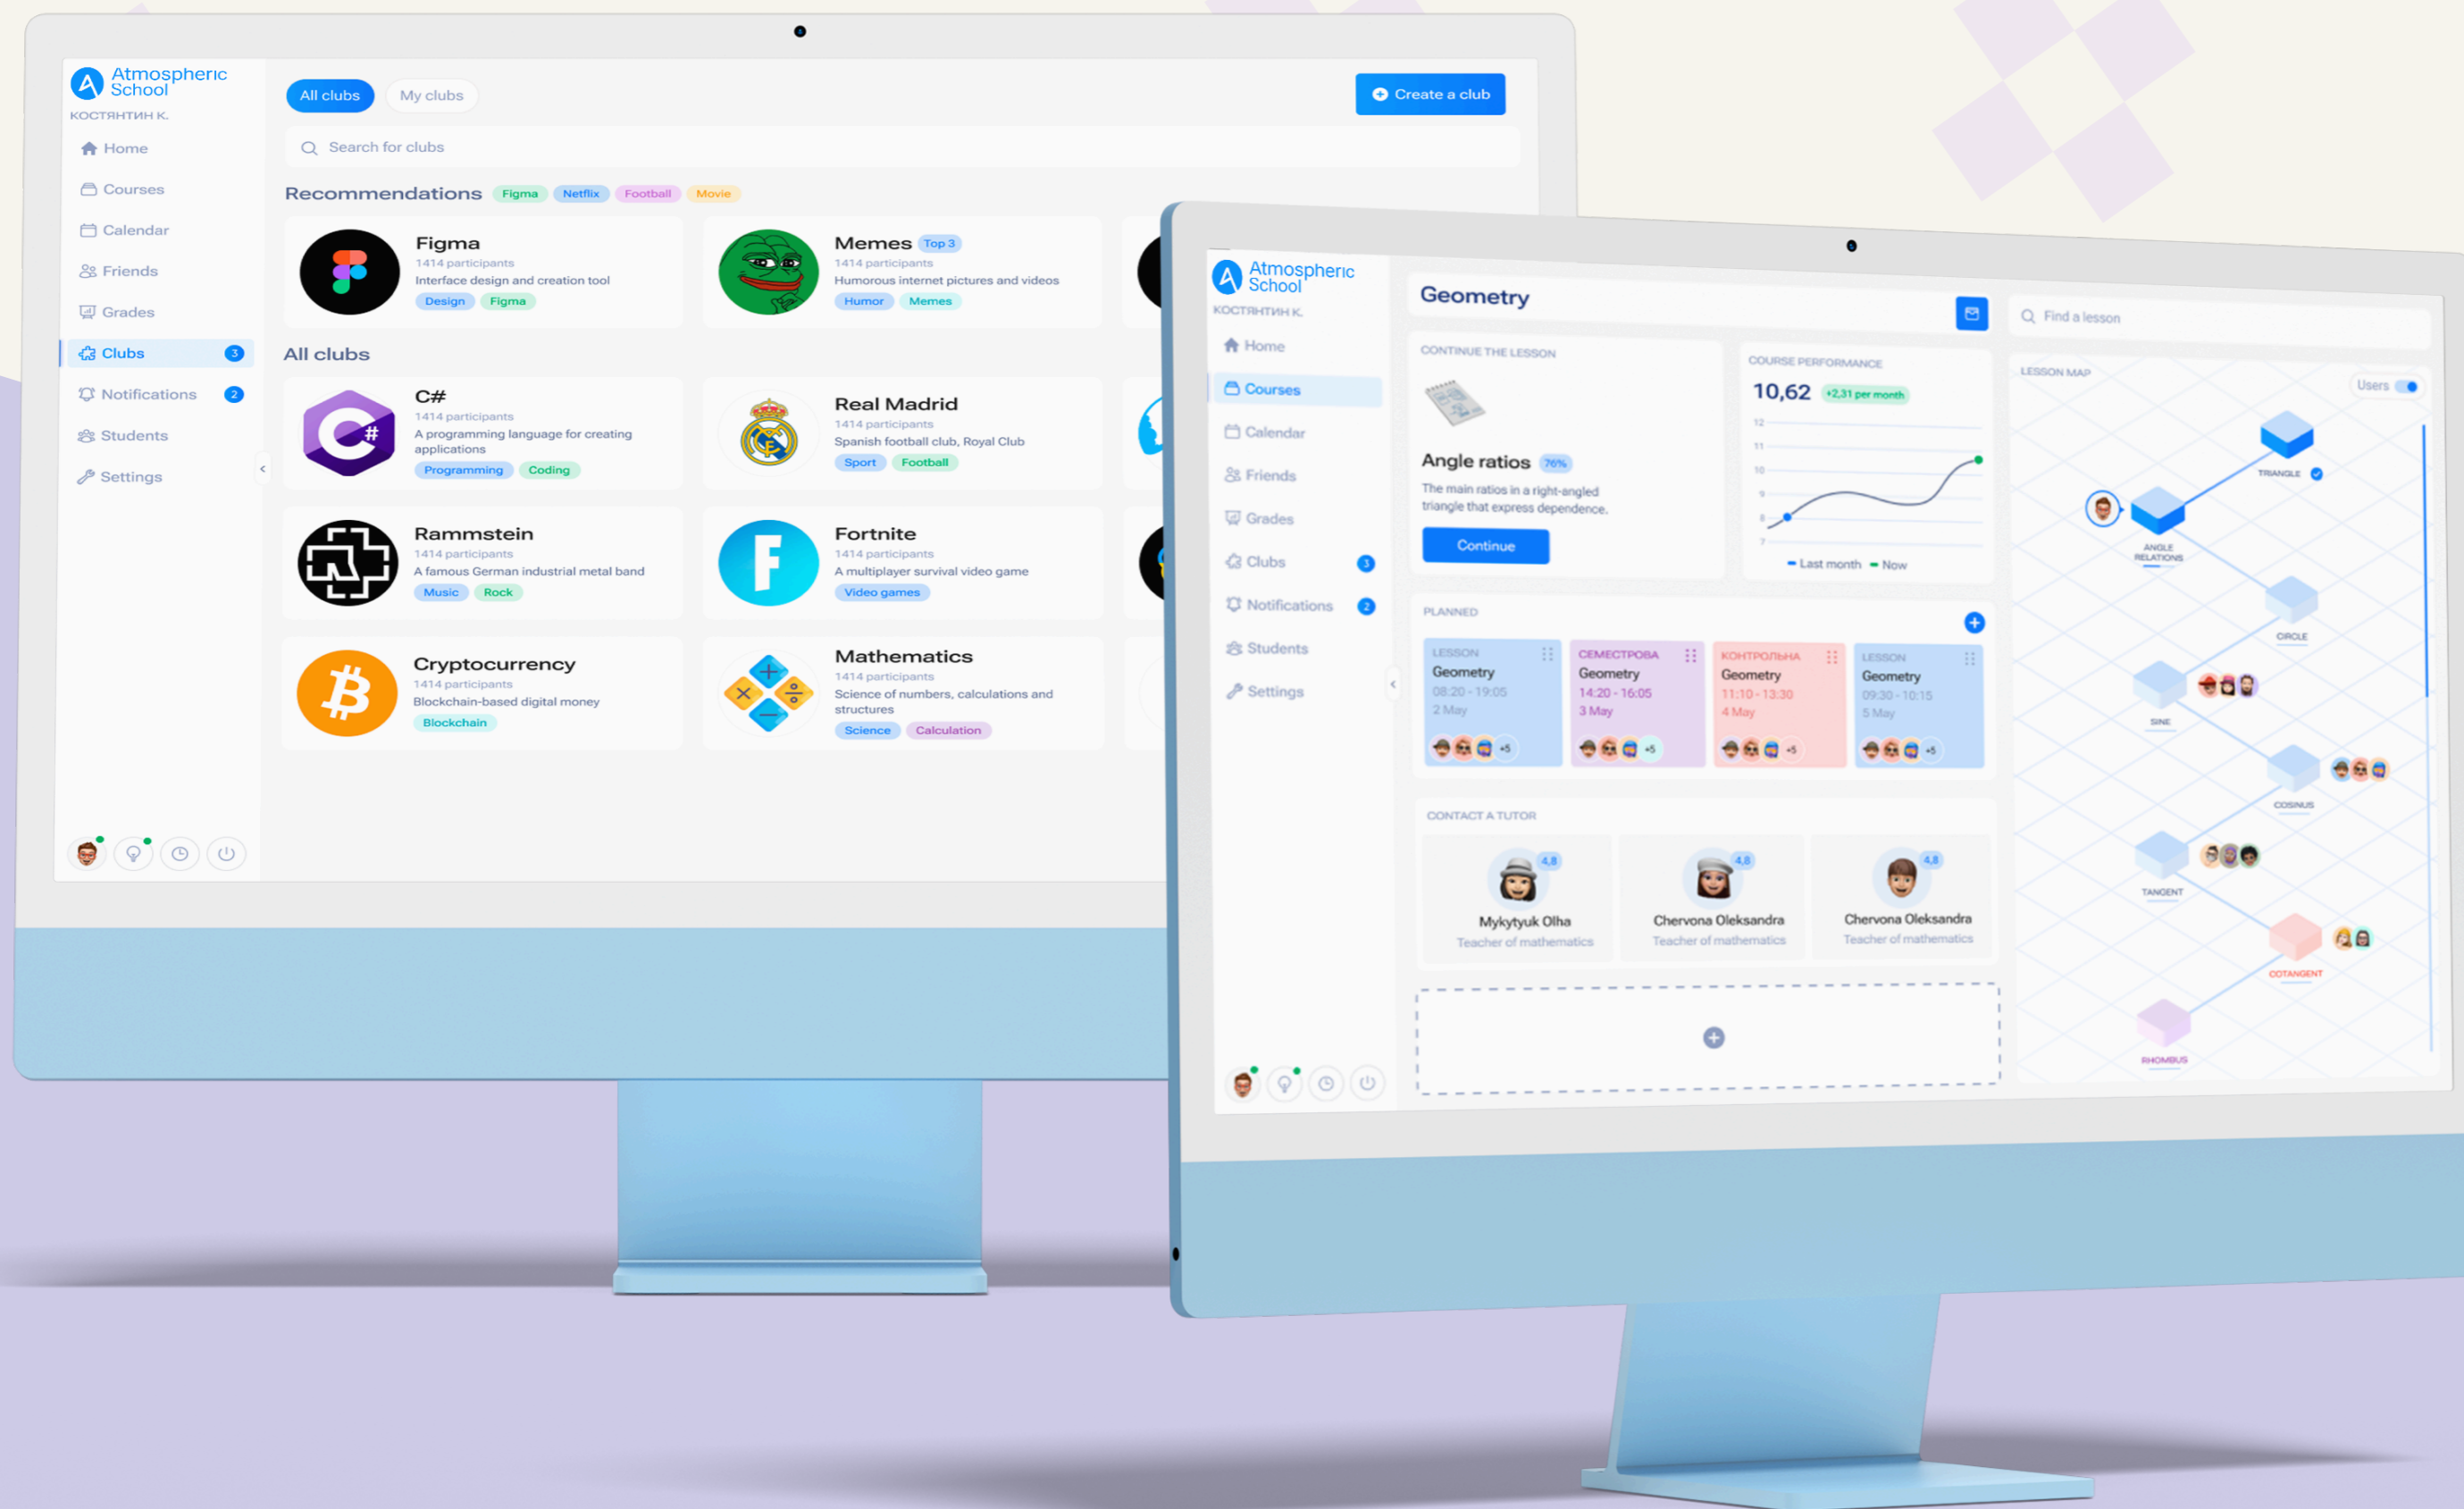 Atmospheric
School
КОСТЯНТИН К.
Home
Courses
Calendar
Friends
Grades
Clubs 3
Notifications 2
Students
Settings
All clubs My clubs
Create a club
Search for clubs
Recommendations Figma Netflix Football Movie
Figma
1414 participants
Interface design and creation tool
Design Figma
Memes Top 3
1414 participants
Humorous internet pictures and videos
Humor Memes
All clubs
C#
1414 participants
A programming language for creating
applications
Programming Coding
Real Madrid
1414 participants
Spanish football club, Royal Club
Sport Football
Rammstein
1414 participants
A famous German industrial metal band
Music Rock
F
Fortnite
1414 participants
A multiplayer survival video game
Video games
Cryptocurrency
1414 participants
Blockchain-based digital money
Blockchain
Mathematics
1414 participants
Science of numbers, calculations and
structures
Science Calculation
Atmospheric
School
КОСТЯНТИН К.
Home
Courses
Calendar
Friends
Grades
Clubs 3
Notifications 2
Students
Settings
Geometry
CONTINUE THE LESSON
Angle ratios 76%
The main ratios in a right-angled
triangle that express dependence.
Continue
COURSE PERFORMANCE
10,62 +2,31 per month
12
11
10
9
8
7
Last month Now
PLANNED
LESSON
Geometry
08:20 - 19:05
2 May
+5
СЕМЕСТРОВА
Geometry
14:20 - 16:05
3 May
+5
КОНТРОЛЬНА
Geometry
11:10 - 13:30
4 May
+5
LESSON
Geometry
09:30 - 10:15
5 May
+5
CONTACT A TUTOR
4,8
Mykytyuk Olha
Teacher of mathematics
4,8
Chervona Oleksandra
Teacher of mathematics
4,8
Chervona Oleksandra
Teacher of mathematics
Find a lesson
LESSON MAP
Users
TRIANGLE
ANGLE
RELATIONS
CIRCLE
SINE
COSINUS
TANGENT
COTANGENT
RHOMBUS